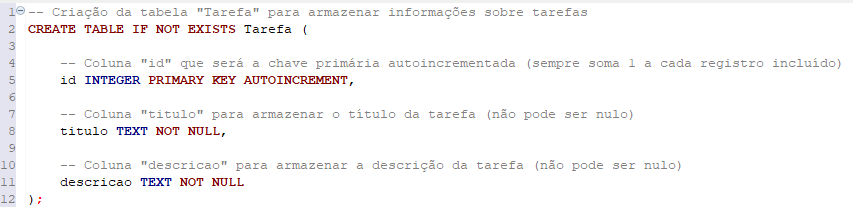 1 -- Criação da tabela "Tarefa" para armazenar informações sobre tarefas
2 CREATE TABLE IF NOT EXISTS Tarefa (
3
4 -- Coluna "id" que será a chave primária autoincrementada (sempre soma 1 a cada registro incluído)
5 id INTEGER PRIMARY KEY AUTOINCREMENT,
6
7 -- Coluna "titulo" para armazenar o título da tarefa (não pode ser nulo)
8 titulo TEXT NOT NULL,
9
10 -- Coluna "descricao" para armazenar a descrição da tarefa (não pode ser nulo)
11 descricao TEXT NOT NULL
12 );